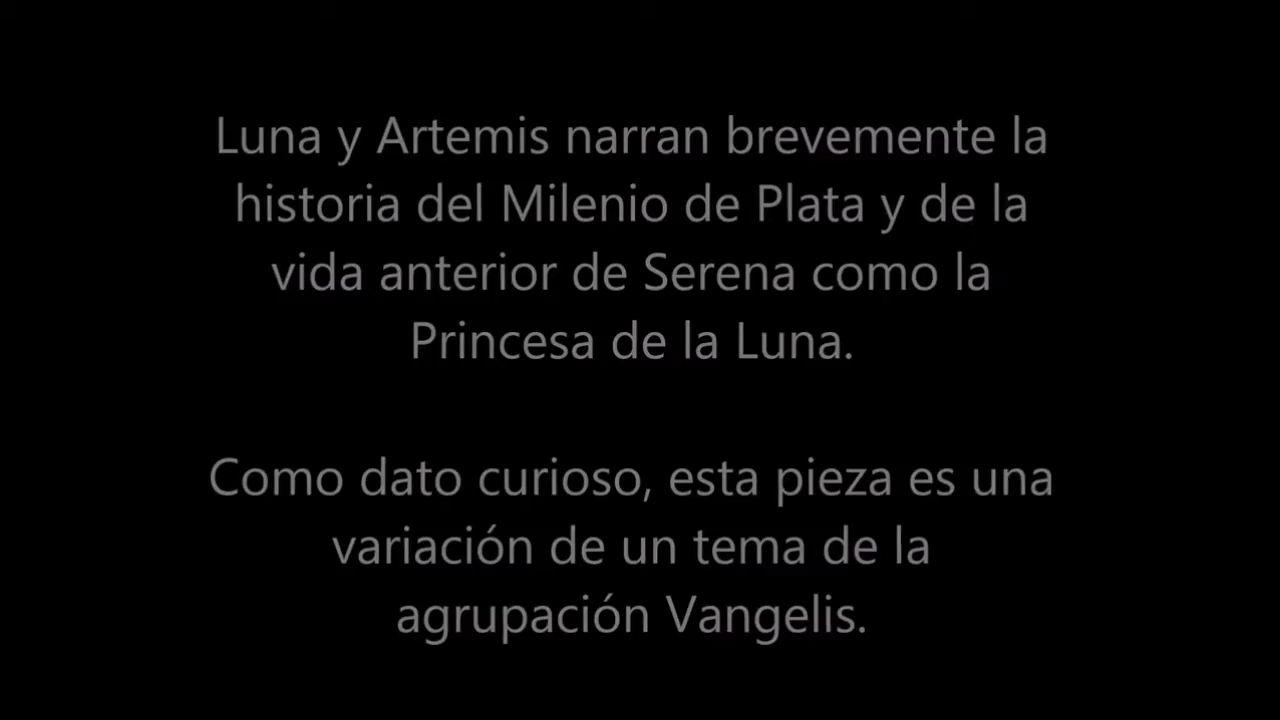 Luna y Artemis narran brevemente la
historia del Milenio de Plata y de la
vida anterior de Serena como la
Princesa de la Luna.
Como dato curioso, esta pieza es una
variación de un tema de la
agrupación Vangelis.